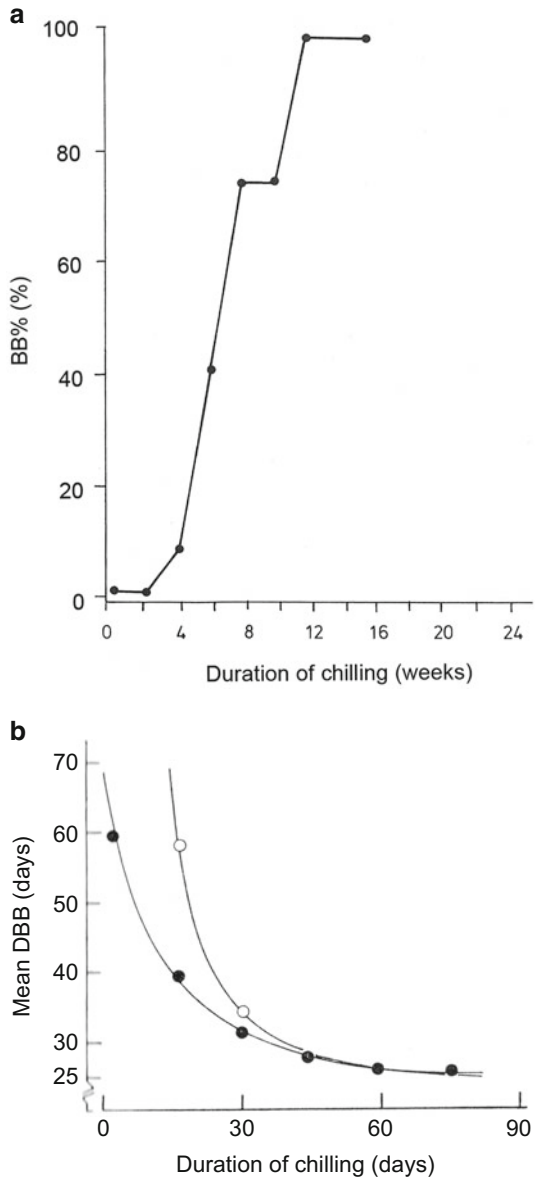 a
100
80
60
40
20
0
BB% (%)
0 4 8 12 16 20 24
Duration of chilling (weeks)
b
70
60
50
40
30
25
Mean DBB (days)
0 30 60 90
Duration of chilling (days)